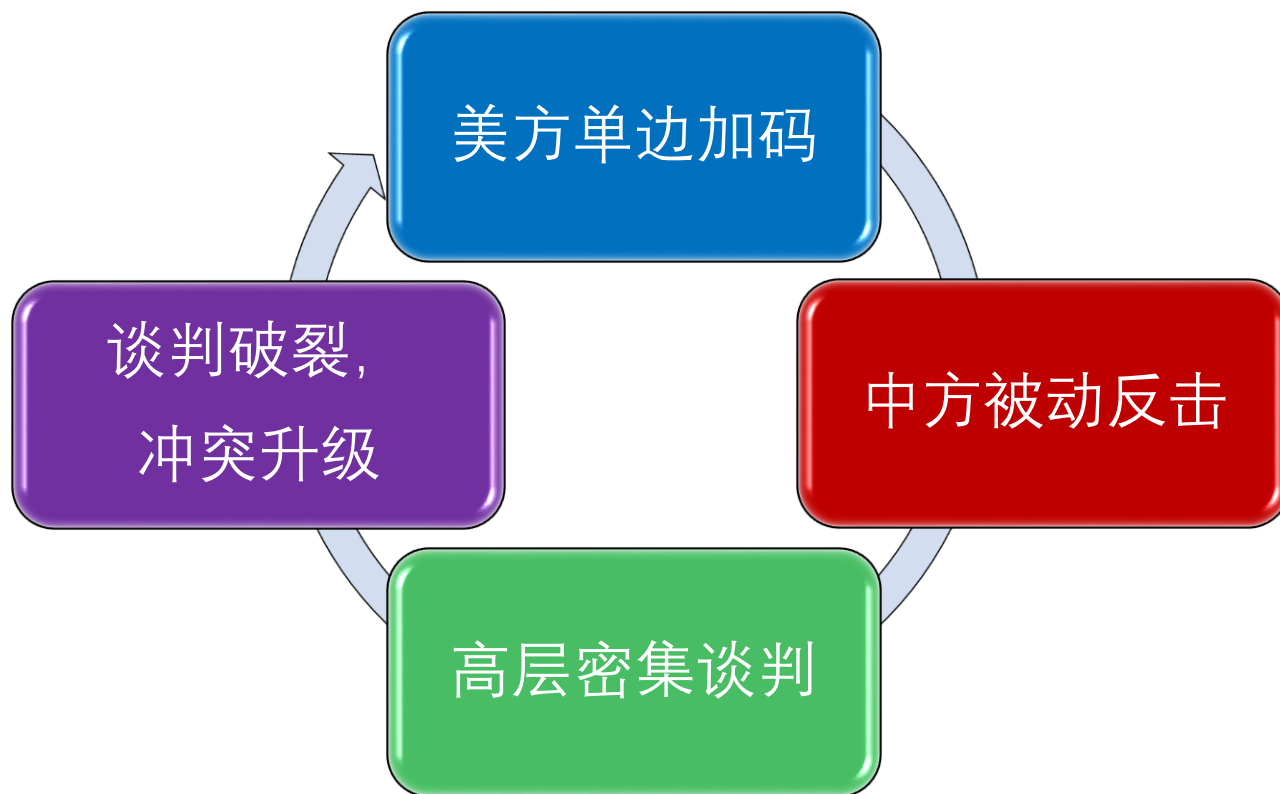 美方单边加码
中方被动反击
高层密集谈判
谈判破裂,
冲突升级